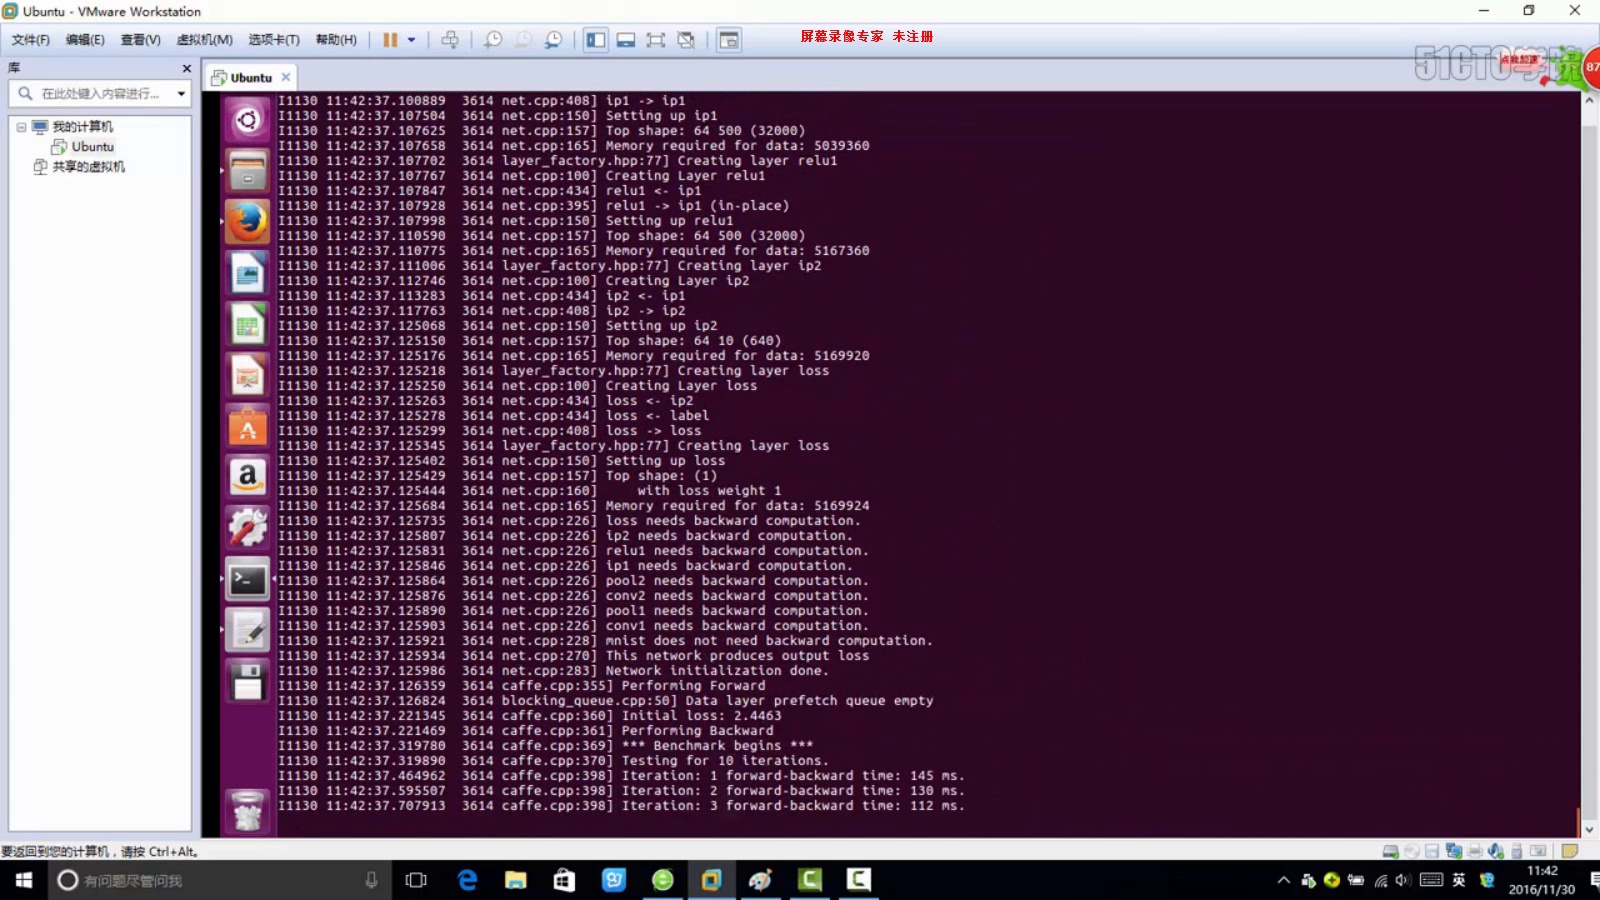 Ubuntu - VMware Workstation
文件(F) 编辑(E) 查看(V) 虚拟机(M) 选项卡(T) 帮助(H)
屏幕录像专家 未注册
51CTO学院
点我加速
87
库
在此处键入内容进行...
我的计算机
Ubuntu
共享的虚拟机
Ubuntu
I1130 11:42:37.100889 3614 net.cpp:408] ip1 -> ip1
I1130 11:42:37.107504 3614 net.cpp:150] Setting up ip1
I1130 11:42:37.107625 3614 net.cpp:157] Top shape: 64 500 (32000)
I1130 11:42:37.107658 3614 net.cpp:165] Memory required for data: 5039360
I1130 11:42:37.107702 3614 layer_factory.hpp:77] Creating layer relu1
I1130 11:42:37.107767 3614 net.cpp:100] Creating Layer relu1
I1130 11:42:37.107847 3614 net.cpp:434] relu1 <- ip1
I1130 11:42:37.107928 3614 net.cpp:395] relu1 -> ip1 (in-place)
I1130 11:42:37.107998 3614 net.cpp:150] Setting up relu1
I1130 11:42:37.110590 3614 net.cpp:157] Top shape: 64 500 (32000)
I1130 11:42:37.110775 3614 net.cpp:165] Memory required for data: 5167360
I1130 11:42:37.111006 3614 layer_factory.hpp:77] Creating layer ip2
I1130 11:42:37.112746 3614 net.cpp:100] Creating Layer ip2
I1130 11:42:37.113283 3614 net.cpp:434] ip2 <- ip1
I1130 11:42:37.117763 3614 net.cpp:408] ip2 -> ip2
I1130 11:42:37.125068 3614 net.cpp:150] Setting up ip2
I1130 11:42:37.125150 3614 net.cpp:157] Top shape: 64 10 (640)
I1130 11:42:37.125176 3614 net.cpp:165] Memory required for data: 5169920
I1130 11:42:37.125218 3614 layer_factory.hpp:77] Creating layer loss
I1130 11:42:37.125250 3614 net.cpp:100] Creating Layer loss
I1130 11:42:37.125263 3614 net.cpp:434] loss <- ip2
I1130 11:42:37.125278 3614 net.cpp:434] loss <- label
I1130 11:42:37.125299 3614 net.cpp:408] loss -> loss
I1130 11:42:37.125345 3614 layer_factory.hpp:77] Creating layer loss
I1130 11:42:37.125402 3614 net.cpp:150] Setting up loss
I1130 11:42:37.125429 3614 net.cpp:157] Top shape: (1)
I1130 11:42:37.125444 3614 net.cpp:160] with loss weight 1
I1130 11:42:37.125684 3614 net.cpp:165] Memory required for data: 5169924
I1130 11:42:37.125735 3614 net.cpp:226] loss needs backward computation.
I1130 11:42:37.125807 3614 net.cpp:226] ip2 needs backward computation.
I1130 11:42:37.125831 3614 net.cpp:226] relu1 needs backward computation.
I1130 11:42:37.125846 3614 net.cpp:226] ip1 needs backward computation.
I1130 11:42:37.125864 3614 net.cpp:226] pool2 needs backward computation.
I1130 11:42:37.125876 3614 net.cpp:226] conv2 needs backward computation.
I1130 11:42:37.125890 3614 net.cpp:226] pool1 needs backward computation.
I1130 11:42:37.125903 3614 net.cpp:226] conv1 needs backward computation.
I1130 11:42:37.125921 3614 net.cpp:228] mnist does not need backward computation.
I1130 11:42:37.125934 3614 net.cpp:270] This network produces output loss
I1130 11:42:37.125986 3614 net.cpp:283] Network initialization done.
I1130 11:42:37.126359 3614 caffe.cpp:355] Performing Forward
I1130 11:42:37.126824 3614 blocking_queue.cpp:50] Data layer prefetch queue empty
I1130 11:42:37.221345 3614 caffe.cpp:360] Initial loss: 2.4463
I1130 11:42:37.221469 3614 caffe.cpp:361] Performing Backward
I1130 11:42:37.319780 3614 caffe.cpp:369] *** Benchmark begins ***
I1130 11:42:37.319890 3614 caffe.cpp:370] Testing for 10 iterations.
I1130 11:42:37.464962 3614 caffe.cpp:398] Iteration: 1 forward-backward time: 145 ms.
I1130 11:42:37.595507 3614 caffe.cpp:398] Iteration: 2 forward-backward time: 130 ms.
I1130 11:42:37.707913 3614 caffe.cpp:398] Iteration: 3 forward-backward time: 112 ms.
要返回到您的计算机，请按 Ctrl+Alt。
有问题尽管问我
英
11:42
2016/11/30